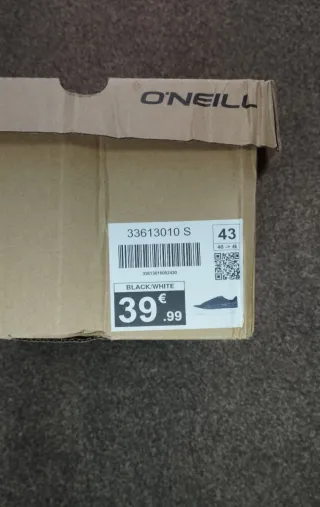 O'NEILL
33613010 S
43
BLACK/WHITE
39€.99